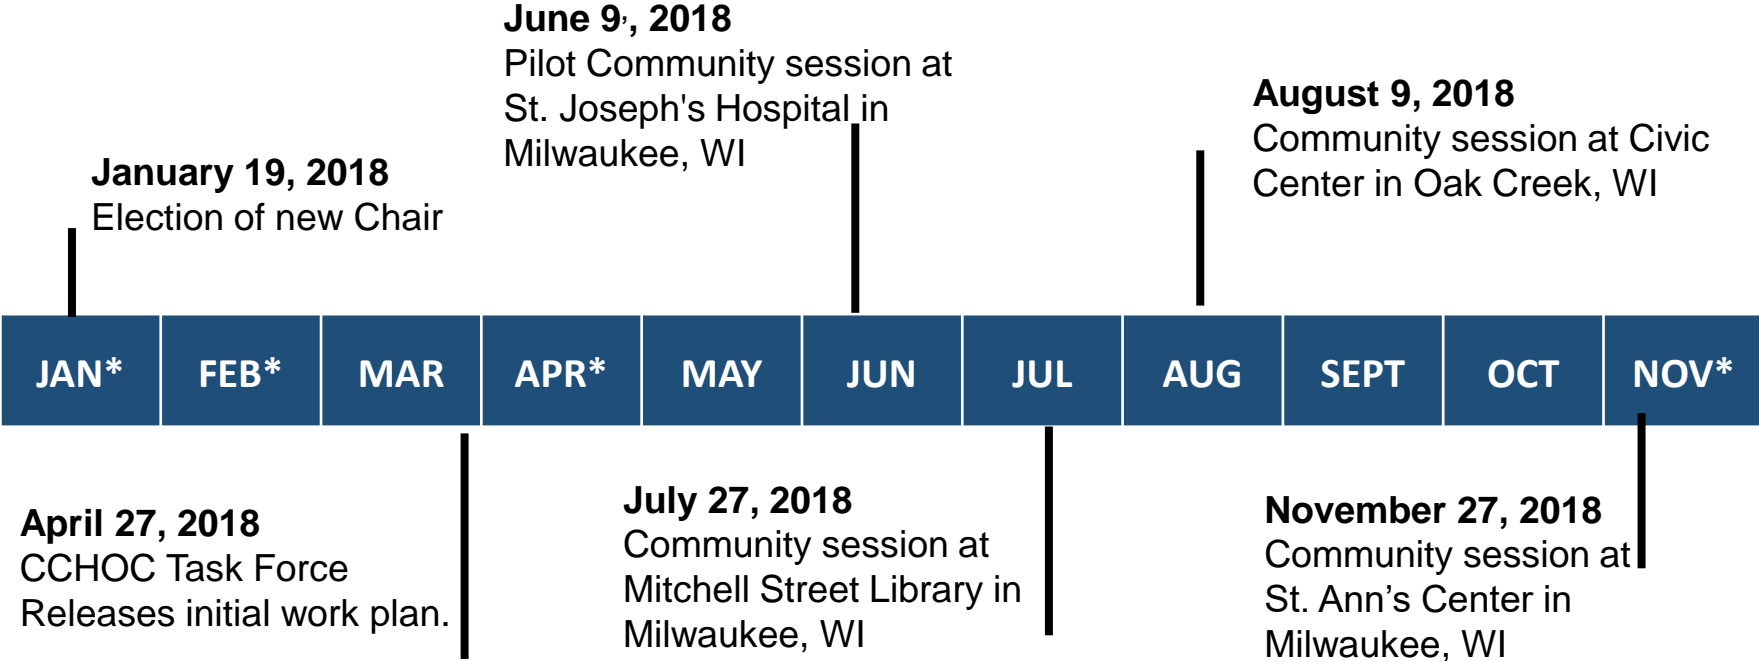 June 9,, 2018
Pilot Community session at
St. Joseph's Hospital in
Milwaukee, WI
August 9, 2018
Community session at Civic
Center in Oak Creek, WI
January 19, 2018
Election of new Chair
JAN* FEB* MAR APR* MAY JUN JUL AUG SEPT OCT NOV*
April 27, 2018
CCHOC Task Force
Releases initial work plan.
July 27, 2018
Community session at
Mitchell Street Library in
Milwaukee, WI
November 27, 2018
Community session at
St. Ann’s Center in
Milwaukee, WI